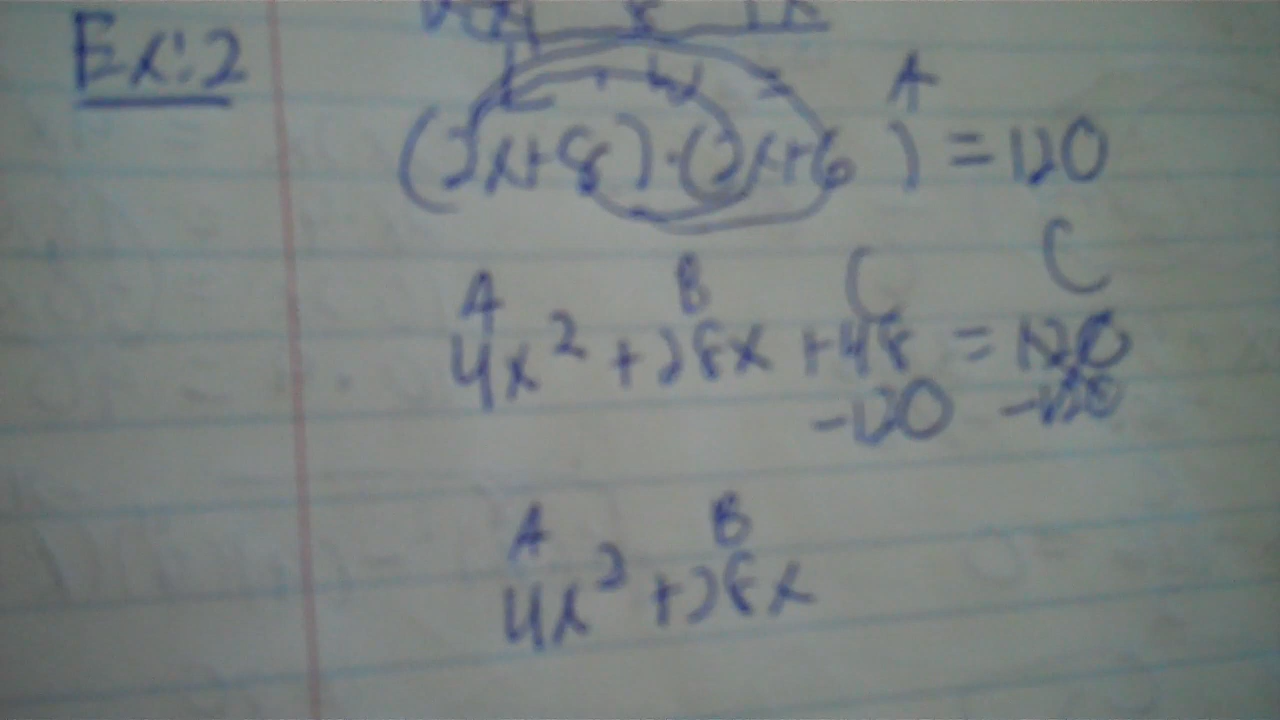 Ex: 2
L · W = A
(2x+8)·(2x+6) = 120
A B C C
4x² +28x +48 = 120
-120 -120
A B
4x² +28x